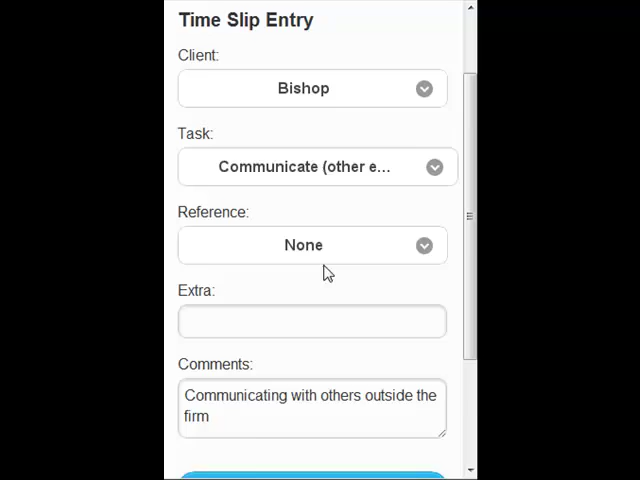 Time Slip Entry
Client:
Bishop
Task:
Communicate (other e...
Reference:
None
Extra:
Comments:
Communicating with others outside the
firm